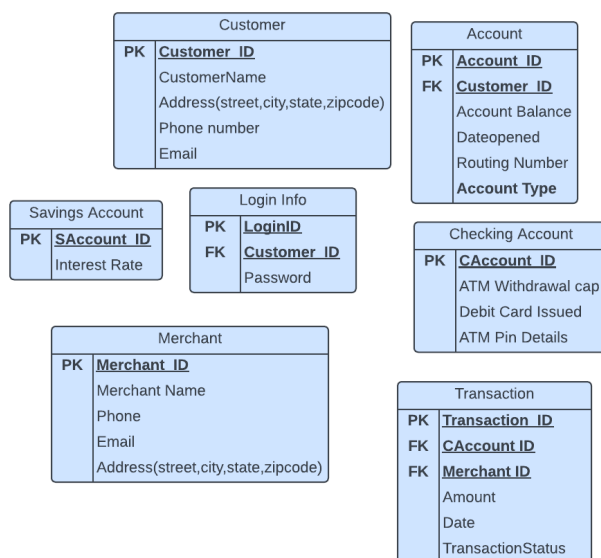 Customer
PK Customer_ID
CustomerName
Address(street,city,state,zipcode)
Phone number
Email
Account
PK Account_ID
FK Customer_ID
Account Balance
Dateopened
Routing Number
Account Type
Savings Account
PK SAccount_ID
Interest Rate
Login Info
PK LoginID
FK Customer_ID
Password
Checking Account
PK CAccount_ID
ATM Withdrawal cap
Debit Card Issued
ATM Pin Details
Merchant
PK Merchant_ID
Merchant Name
Phone
Email
Address(street,city,state,zipcode)
Transaction
PK Transaction_ID
FK CAccount ID
FK Merchant ID
Amount
Date
TransactionStatus